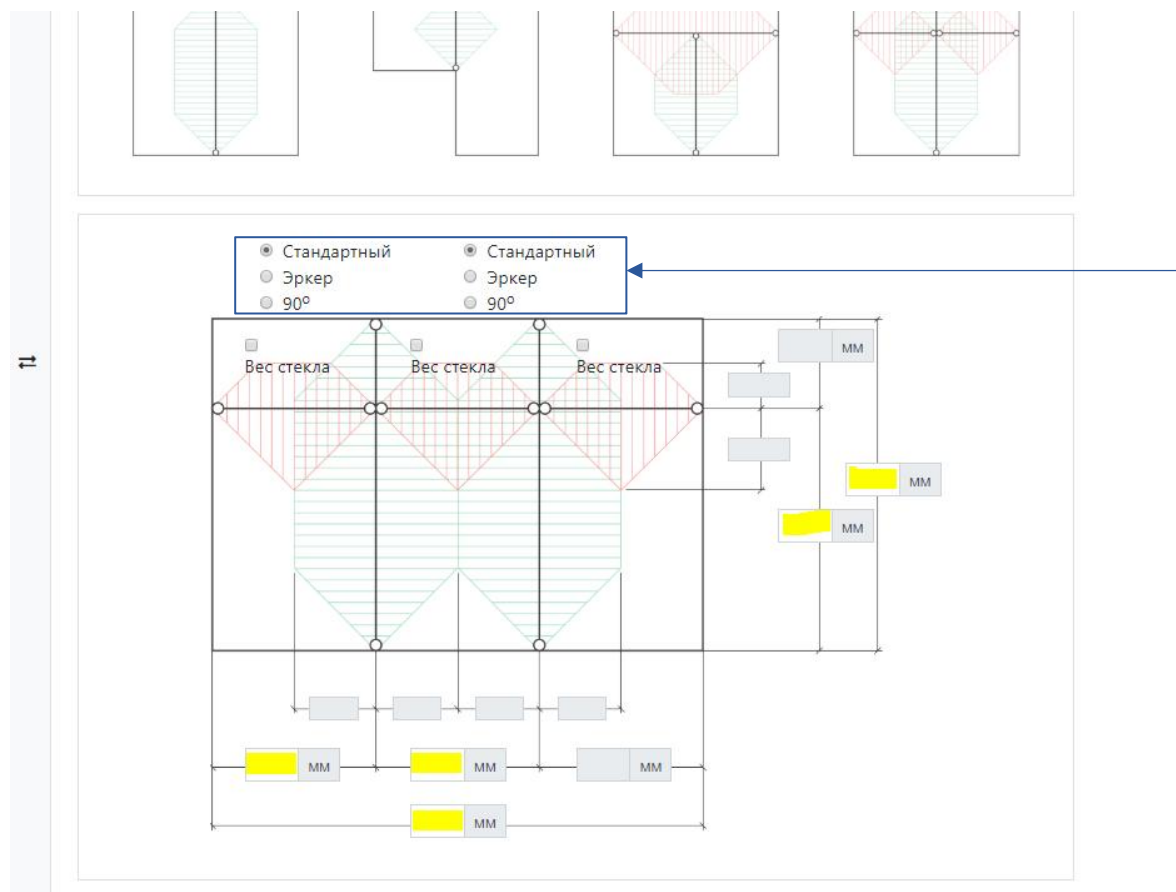 Стандартный Стандартный
Эркер Эркер
90º 90º
мм
Вес стекла Вес стекла Вес стекла
мм
мм
мм мм мм
мм